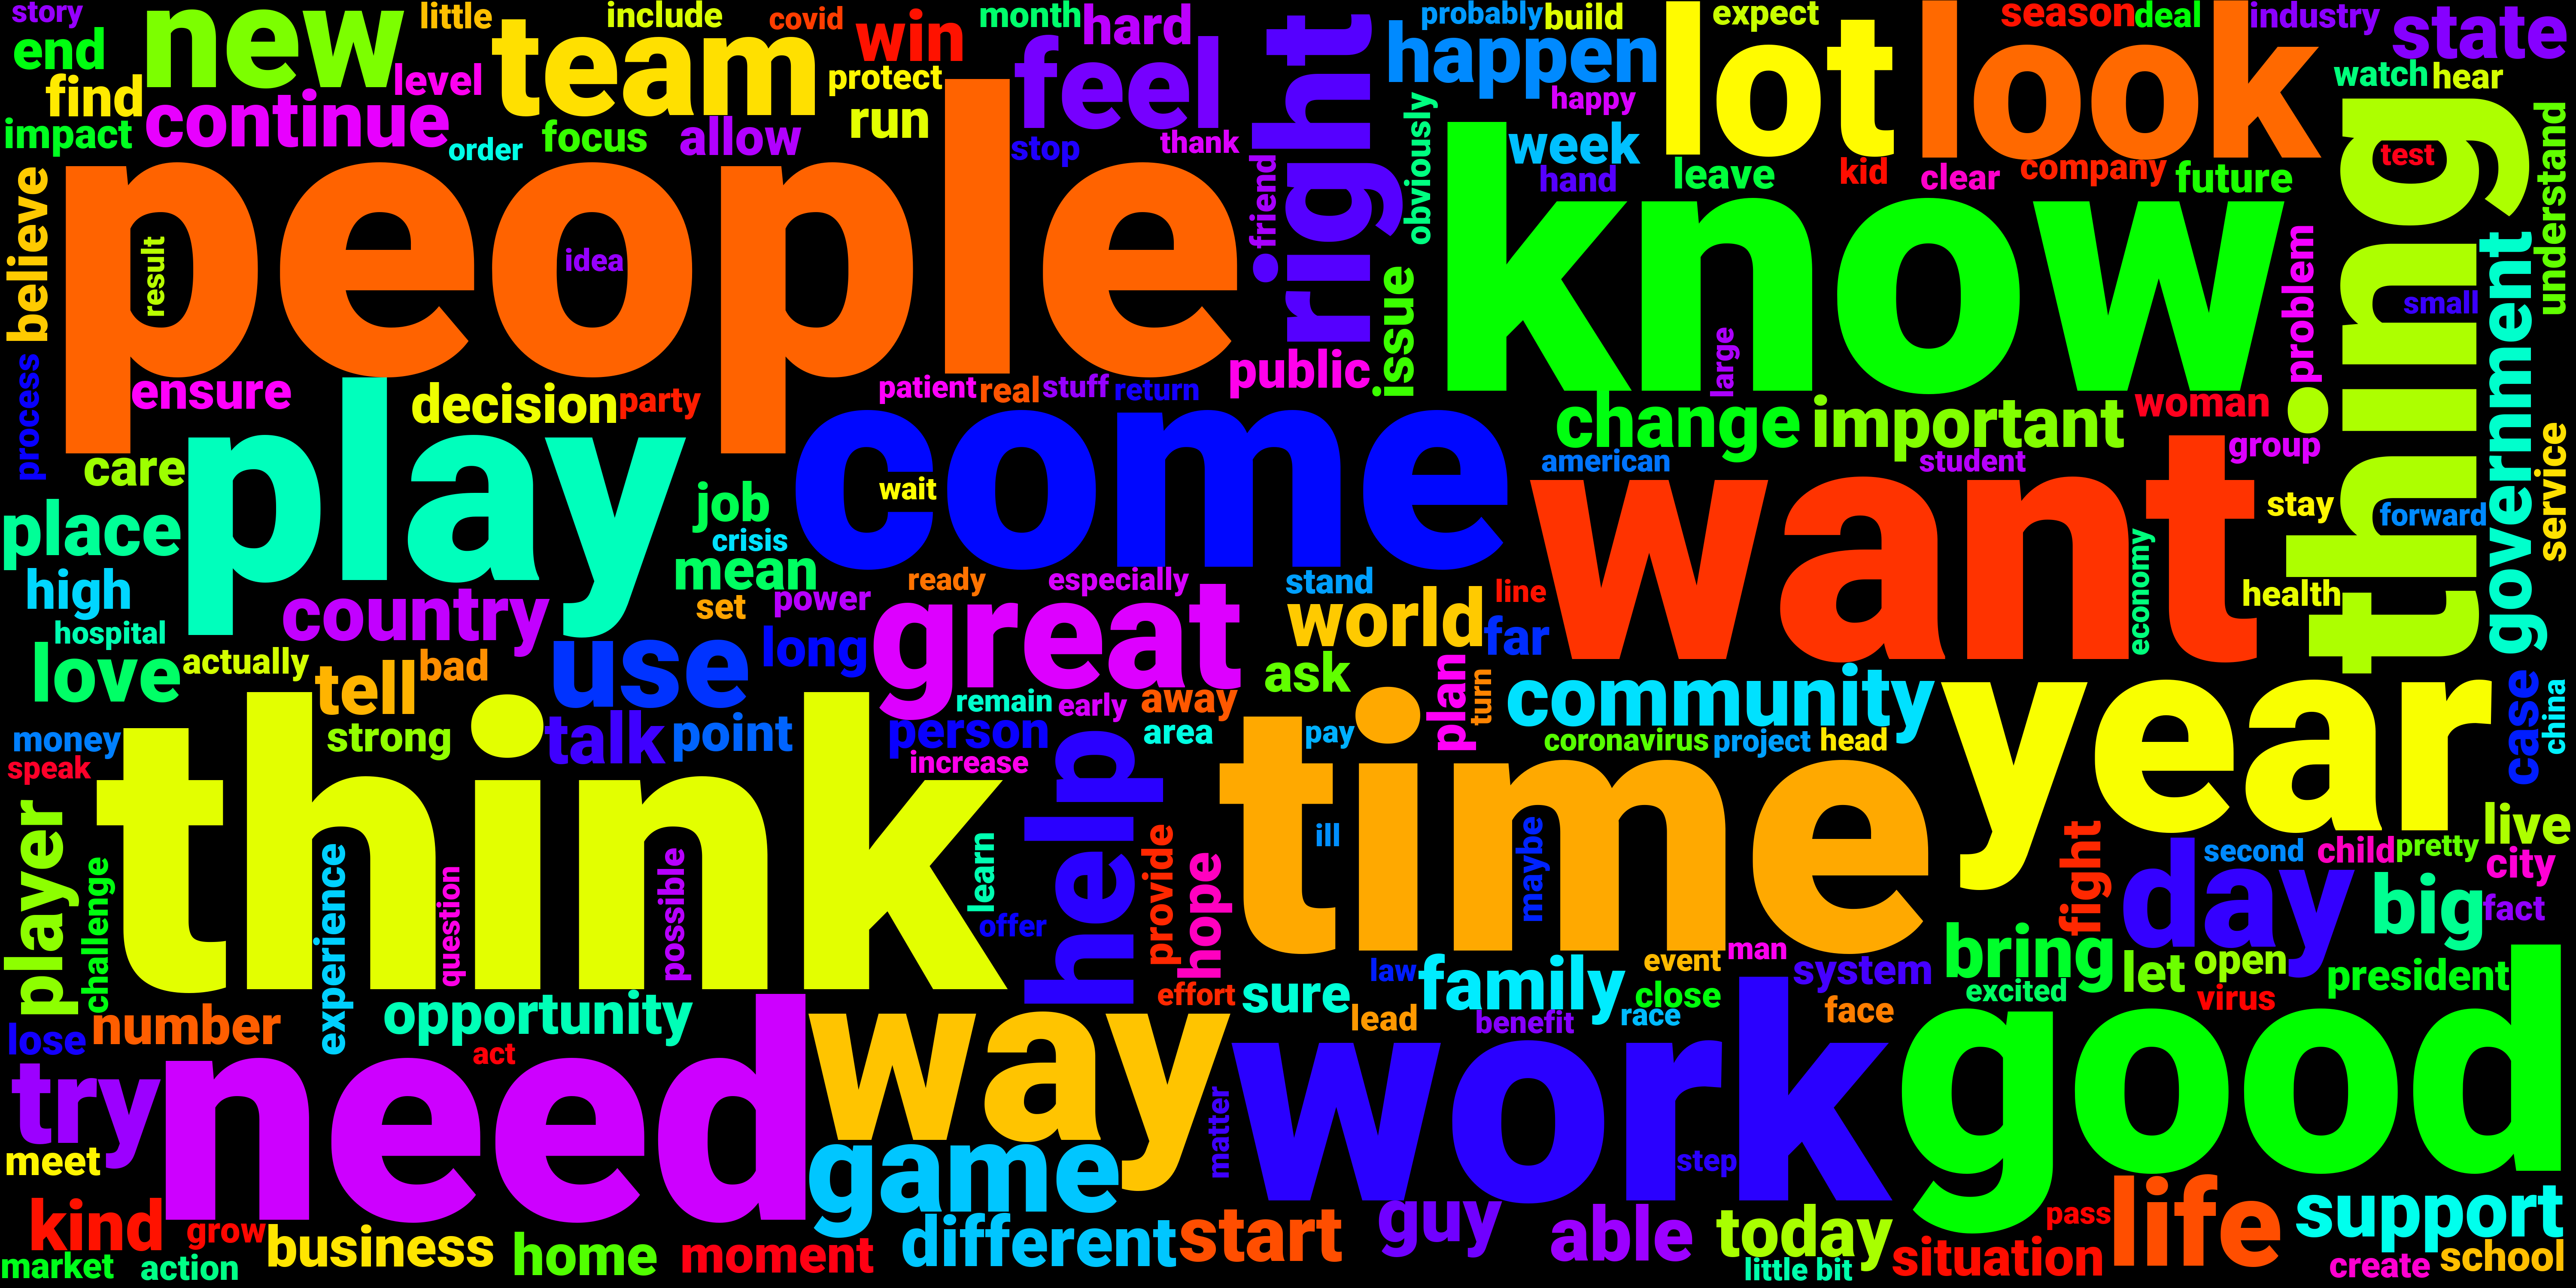 story
new
little
include
covid
win
month
hard
right
probably
build
lot
expect
look
season
deal
industry
state
end
team
happen
find
level
protect
feel
watch
hear
continue
run
happy
thing
impact
order
focus
allow
stop
thank
obviously
week
understand
believe
people
friend
know
hand
leave
kid
clear
company
future
test
result
idea
issue
problem
small
government
process
ensure
decision
party
patient
real
stuff
return
public
large
change
important
woman
care
play
come
american
student
group
service
place
job
wait
want
stay
forward
crisis
high
mean
ready
especially
stand
line
economy
health
country
set
power
great
world
far
hospital
love
actually
tell
bad
use
long
ask
plan
turn
community
year
case
china
remain
early
away
think
strong
talk
point
person
help
area
time
pay
coronavirus
project
head
money
speak
increase
player
challenge
experience
question
possible
learn
offer
provide
hope
ill
maybe
fight
day
second
child
pretty
live
city
big
fact
lose
number
opportunity
effort
sure
law
family
event
man
system
bring
let
open
president
lead
benefit
close
race
face
excited
virus
good
act
try
need
way
matter
work
step
meet
game
kind
grow
business
home
moment
different
start
guy
able
today
situation
pass
life
support
market
action
little bit
create
school